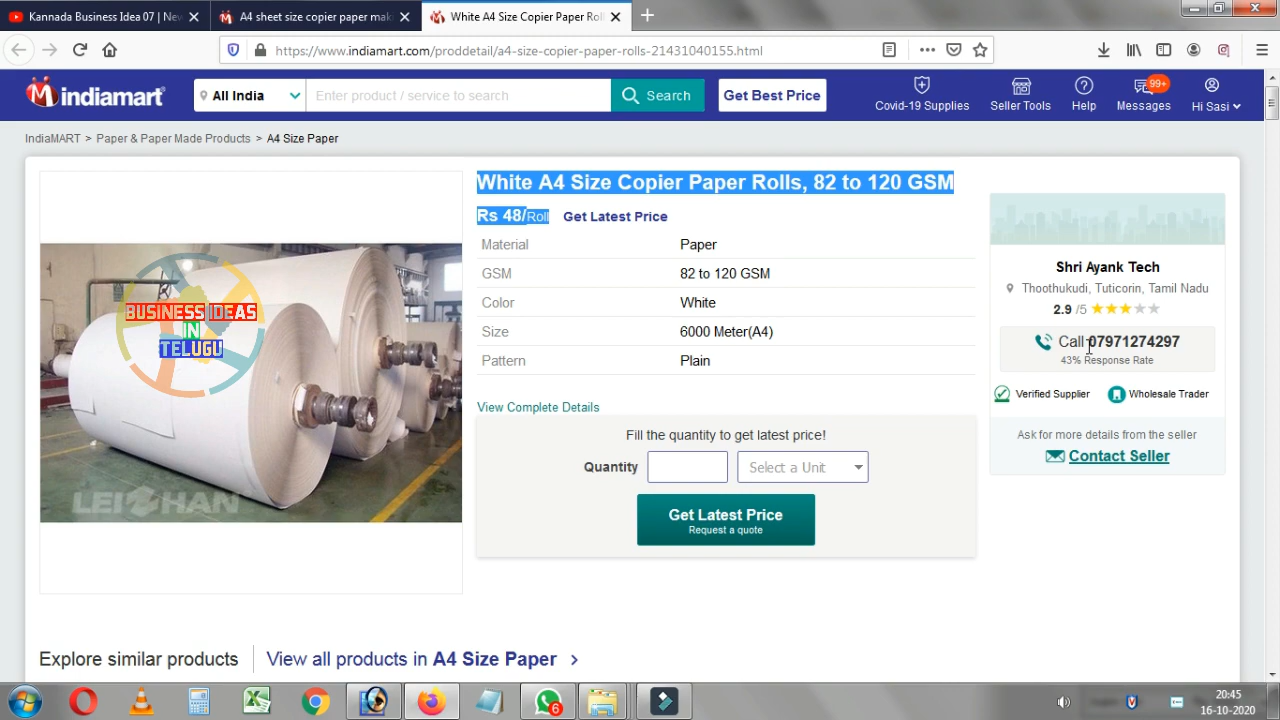 Kannada Business Idea 07 | New
A4 sheet size copier paper mak
White A4 Size Copier Paper Roll
https://www.indiamart.com/proddetail/a4-size-copier-paper-rolls-21431040155.html
indiamart
All India
Enter product / service to search
Search
Get Best Price
Covid-19 Supplies
Seller Tools
Help
99+
Messages
Hi Sasi
IndiaMART > Paper & Paper Made Products > A4 Size Paper
White A4 Size Copier Paper Rolls, 82 to 120 GSM
Rs 48/Roll Get Latest Price
Material Paper
GSM 82 to 120 GSM
Color White
Size 6000 Meter(A4)
Pattern Plain
View Complete Details
Fill the quantity to get latest price!
Quantity Select a Unit
Get Latest Price
Request a quote
BUSINESS IDEAS
IN
TELUGU
LEIZHAN
Shri Ayank Tech
Thoothukudi, Tuticorin, Tamil Nadu
2.9 /5
Call 07971274297
43% Response Rate
Verified Supplier Wholesale Trader
Ask for more details from the seller
Contact Seller
Explore similar products View all products in A4 Size Paper >
6
20:45
16-10-2020